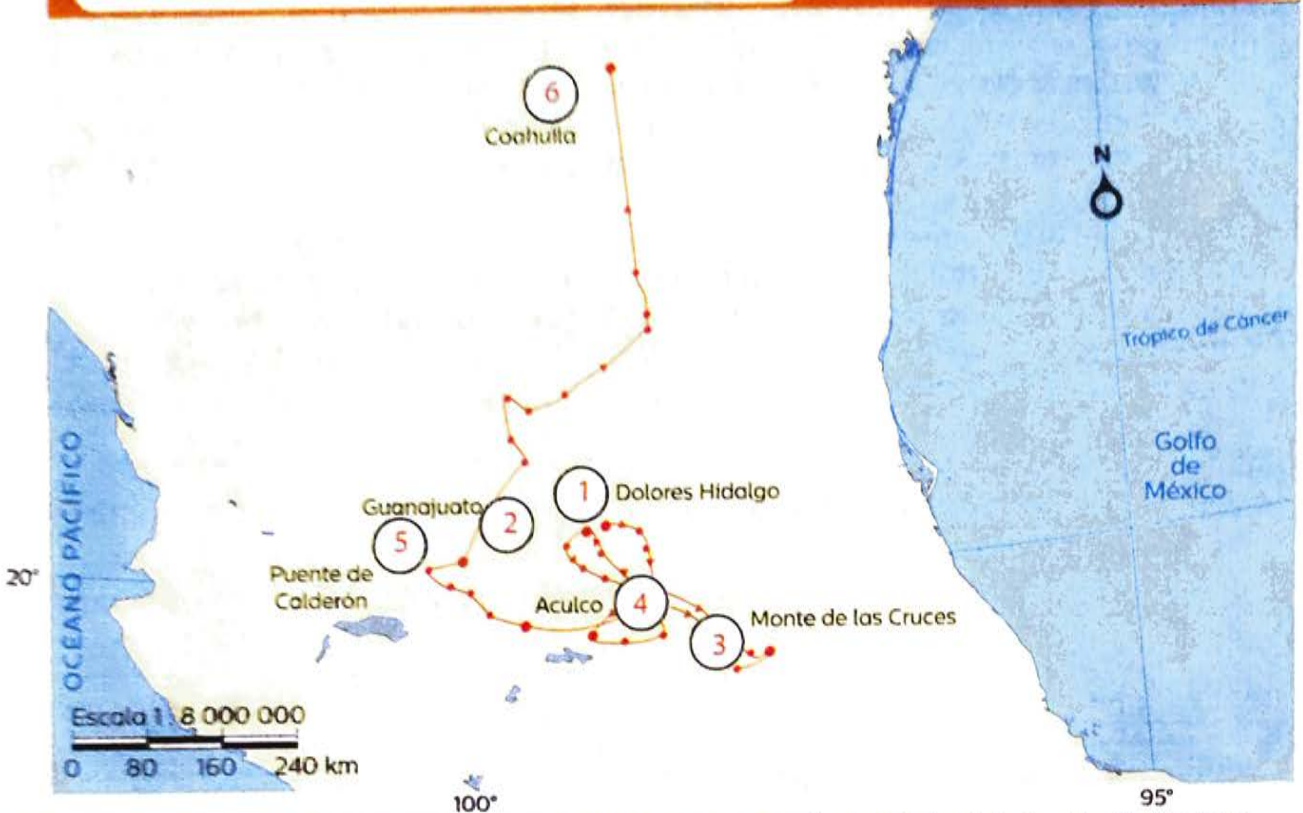 6
Coahuila
N
Trópico de Cáncer
Golfo
de
México
OCÉANO PACÍFICO
1
Dolores Hidalgo
Guanajuato
2
5
20°
Puente de
Calderón
Aculco
4
Monte de las Cruces
3
Escala 1 : 8 000 000
0 80 160 240 km
100°
95°